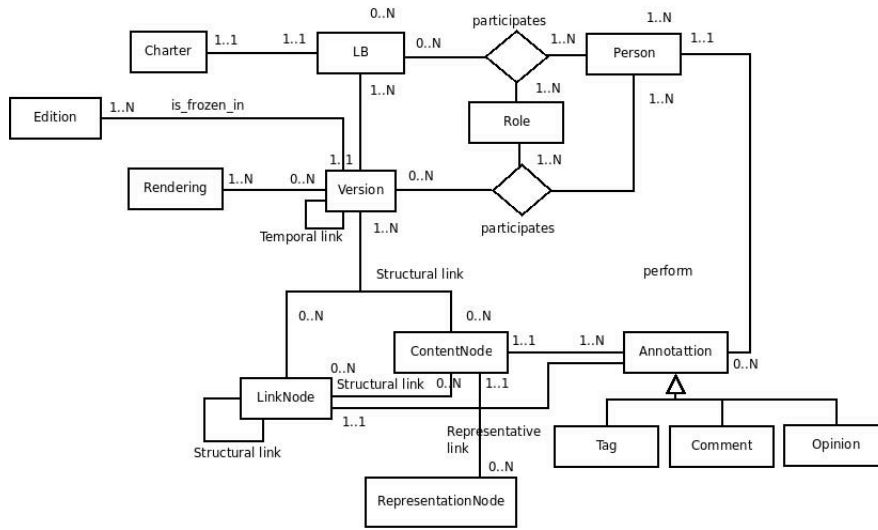 0..N
participates
1..N
Charter
1..1
1..1
LB
0..N
1..N
Person
1..1
1..N
1..N
1..N
Edition
1..N
is_frozen_in
Role
1..1
1..N
Rendering
1..N
0..N
Version
0..N
1..N
participates
Temporal link
Structural link
perform
0..N
0..N
ContentNode
1..1
1..N
Annotattion
0..N
0..N
Structural link
0..N
1..1
LinkNode
1..1
Structural link
Representative
link
Tag
Comment
Opinion
0..N
RepresentationNode